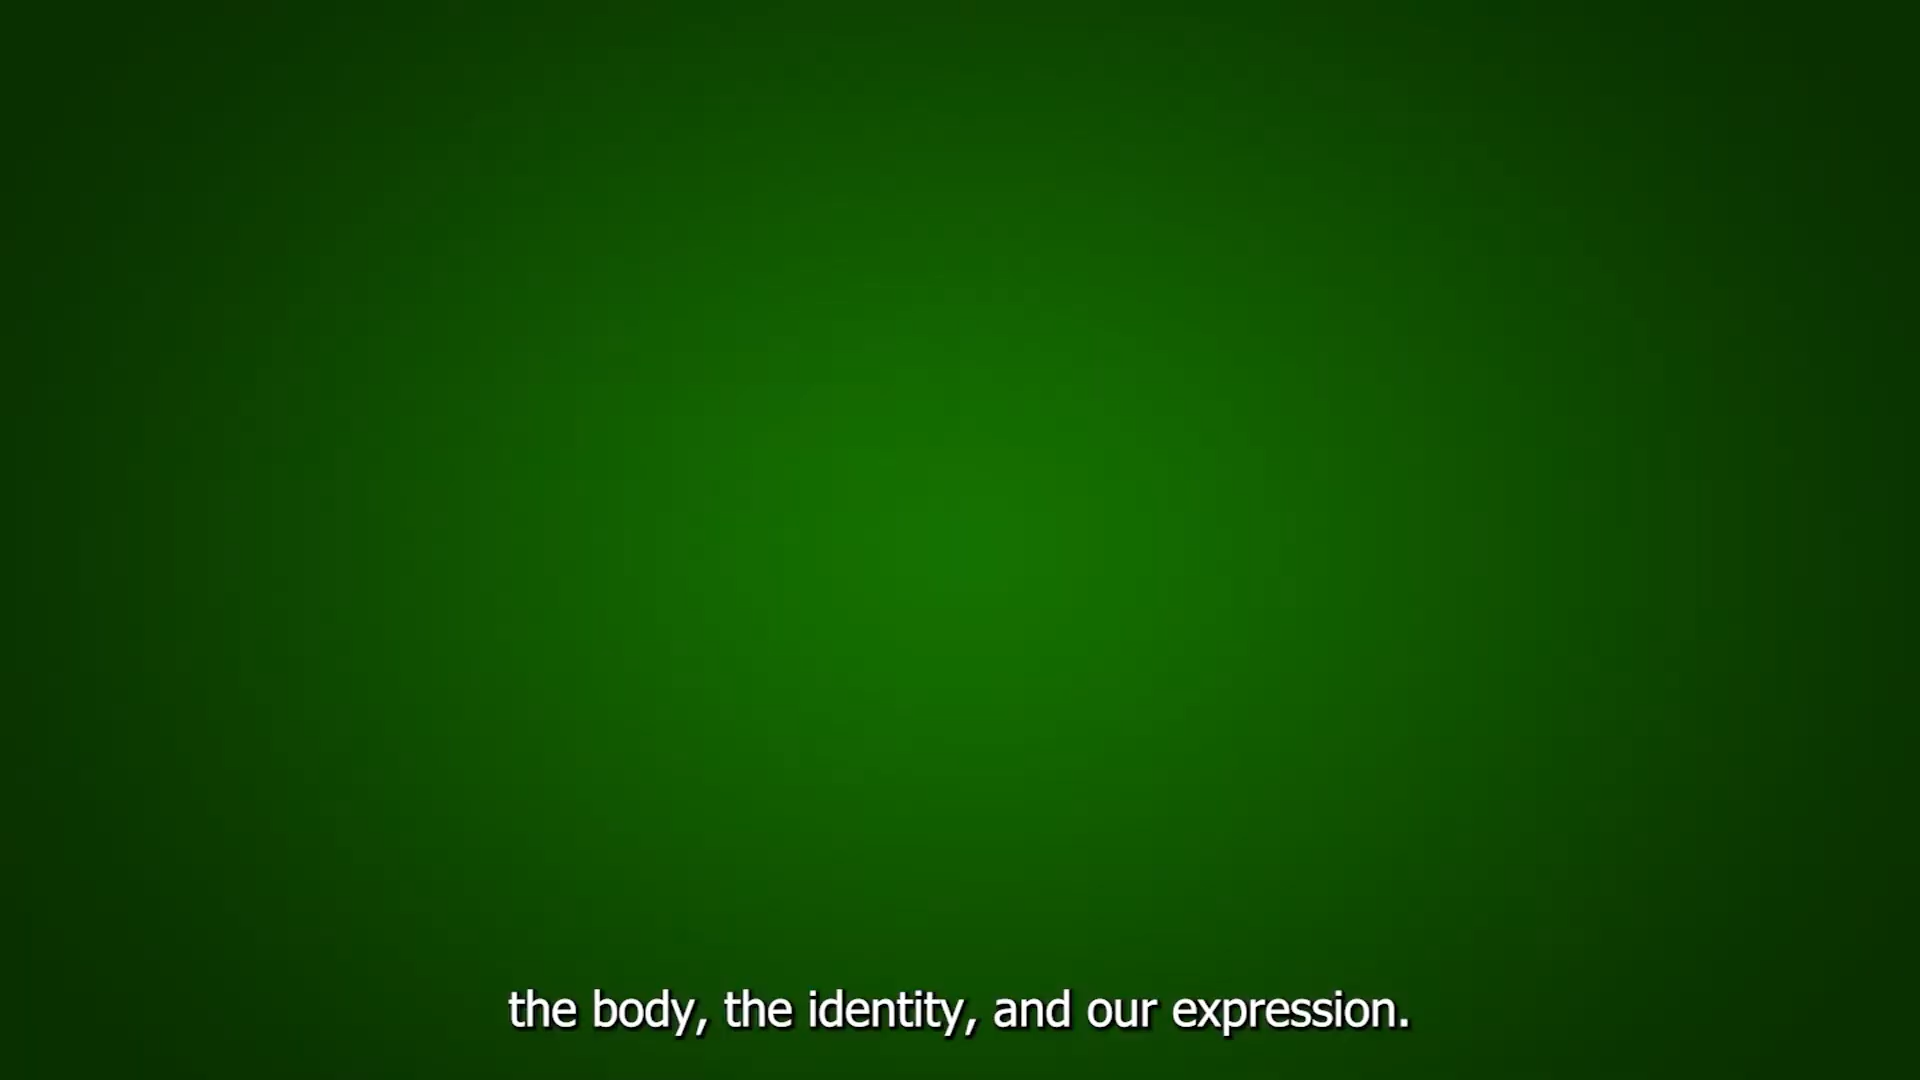 the body, the identity, and our expression.